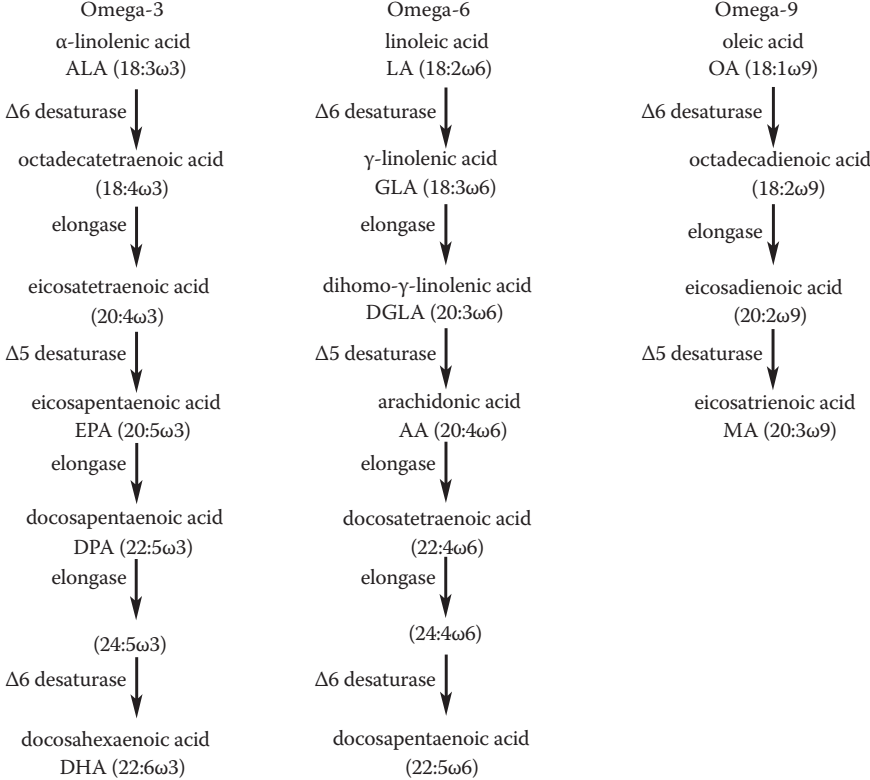 Omega-3
α-linolenic acid
ALA (18:3ω3)
Δ6 desaturase
octadecatetraenoic acid
(18:4ω3)
elongase
eicosatetraenoic acid
(20:4ω3)
Δ5 desaturase
eicosapentaenoic acid
EPA (20:5ω3)
elongase
docosapentaenoic acid
DPA (22:5ω3)
elongase
(24:5ω3)
Δ6 desaturase
docosahexaenoic acid
DHA (22:6ω3)
Omega-6
linoleic acid
LA (18:2ω6)
Δ6 desaturase
γ-linolenic acid
GLA (18:3ω6)
elongase
dihomo-γ-linolenic acid
DGLA (20:3ω6)
Δ5 desaturase
arachidonic acid
AA (20:4ω6)
elongase
docosatetraenoic acid
(22:4ω6)
elongase
(24:4ω6)
Δ6 desaturase
docosapentaenoic acid
(22:5ω6)
Omega-9
oleic acid
OA (18:1ω9)
Δ6 desaturase
octadecadienoic acid
(18:2ω9)
elongase
eicosadienoic acid
(20:2ω9)
Δ5 desaturase
eicosatrienoic acid
MA (20:3ω9)